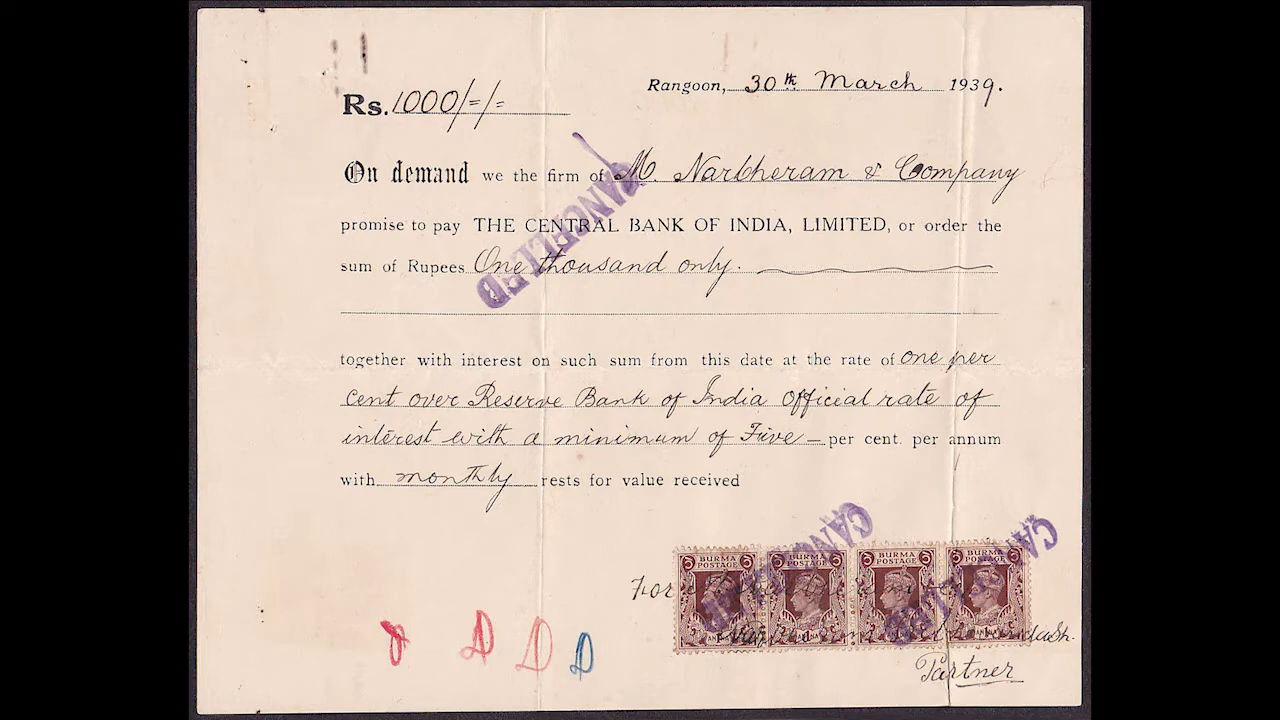 Rangoon, 30th March 1939.
Rs. 1000/=/=
On demand we the firm of M. Narbheram & Company
promise to pay THE CENTRAL BANK OF INDIA, LIMITED, or order the
sum of Rupees One thousand only.
together with interest on such sum from this date at the rate of one per
cent over Reserve Bank of India official rate of
interest with a minimum of Five — per cent. per annum
with monthly rests for value received
CANCELLED
CANCELLED
CANCELLED
BURMA POSTAGE BURMA POSTAGE BURMA POSTAGE BURMA POSTAGE
For
Partner